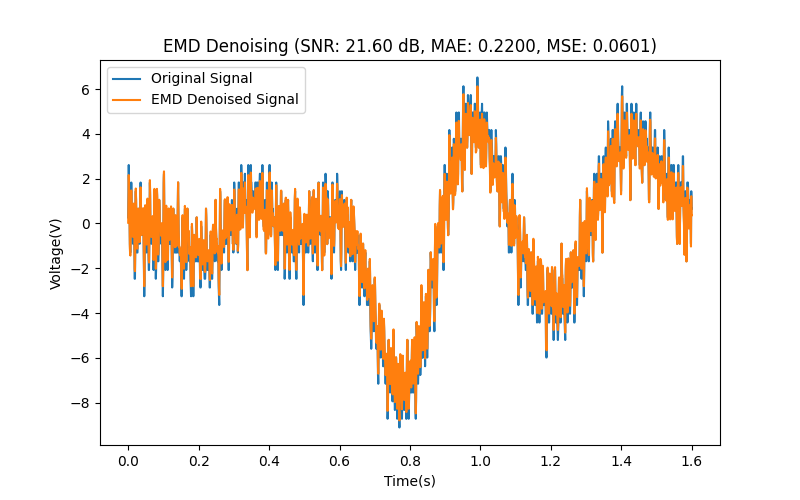 EMD Denoising (SNR: 21.60 dB, MAE: 0.2200, MSE: 0.0601)
Original Signal
EMD Denoised Signal
6
4
2
0
−2
−4
−6
−8
Voltage(V)
0.0 0.2 0.4 0.6 0.8 1.0 1.2 1.4 1.6
Time(s)